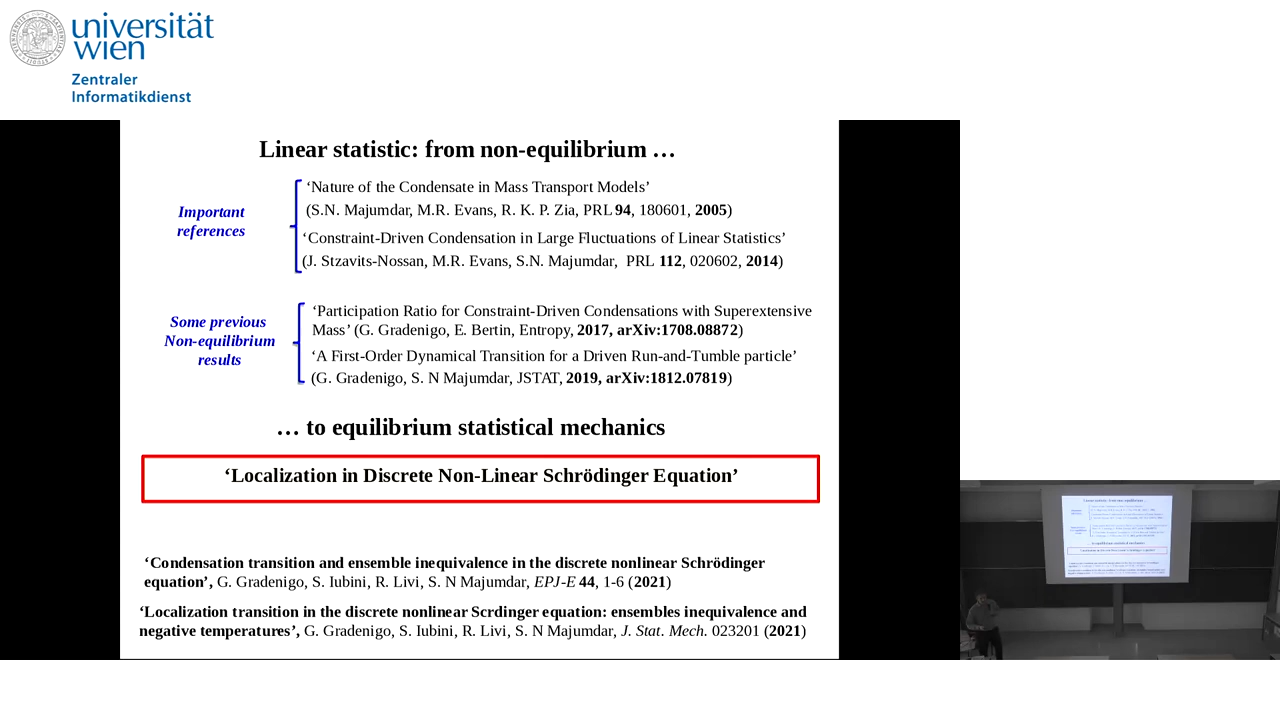 universität
wien
Zentraler
Informatikdienst
Linear statistic: from non-equilibrium …
Important
references
‘Nature of the Condensate in Mass Transport Models’
(S.N. Majumdar, M.R. Evans, R. K. P. Zia, PRL 94, 180601, 2005)
‘Constraint-Driven Condensation in Large Fluctuations of Linear Statistics’
(J. Stzavits-Nossan, M.R. Evans, S.N. Majumdar, PRL 112, 020602, 2014)
Some previous
Non-equilibrium
results
‘Participation Ratio for Constraint-Driven Condensations with Superextensive
Mass’ (G. Gradenigo, E. Bertin, Entropy, 2017, arXiv:1708.08872)
‘A First-Order Dynamical Transition for a Driven Run-and-Tumble particle’
(G. Gradenigo, S. N Majumdar, JSTAT, 2019, arXiv:1812.07819)
… to equilibrium statistical mechanics
‘Localization in Discrete Non-Linear Schrödinger Equation’
‘Condensation transition and ensemble inequivalence in the discrete nonlinear Schrödinger
equation’, G. Gradenigo, S. Iubini, R. Livi, S. N Majumdar, EPJ-E 44, 1-6 (2021)
‘Localization transition in the discrete nonlinear Scrdinger equation: ensembles inequivalence and
negative temperatures’, G. Gradenigo, S. Iubini, R. Livi, S. N Majumdar, J. Stat. Mech. 023201 (2021)